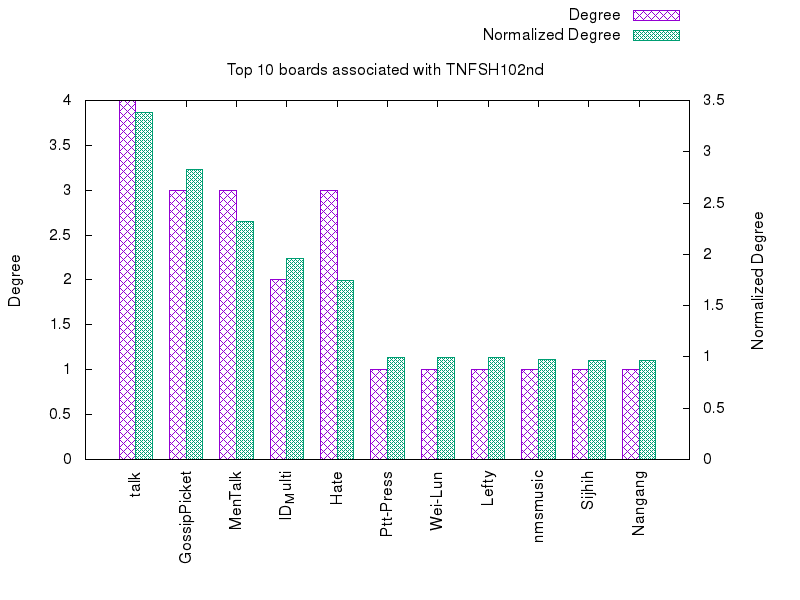 Degree
Normalized Degree
Top 10 boards associated with TNFSH102nd
4
3.5
3
2.5
2
1.5
1
0.5
0
3.5
3
2.5
2
1.5
1
0.5
0
Degree
Normalized Degree
talk
GossipPicket
MenTalk
IDMulti
Hate
Ptt-Press
Wei-Lun
Lefty
nmsmusic
Sijhih
Nangang